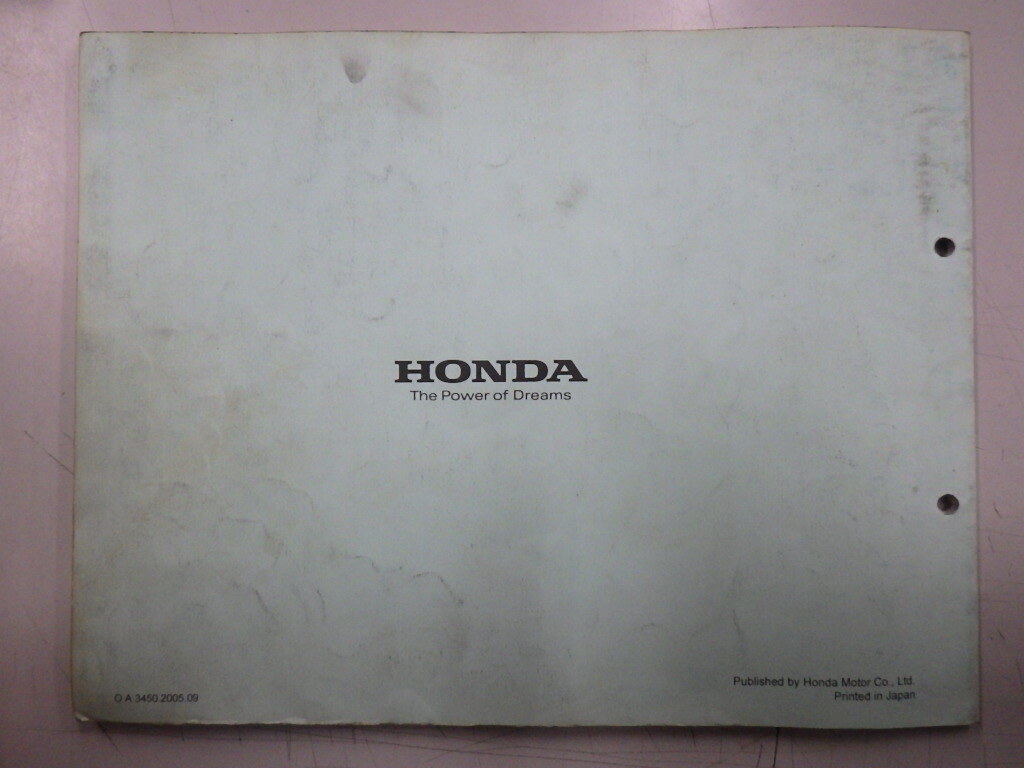 HONDA
The Power of Dreams
O A 3450.2005.09
Published by Honda Motor Co., Ltd.
Printed in Japan